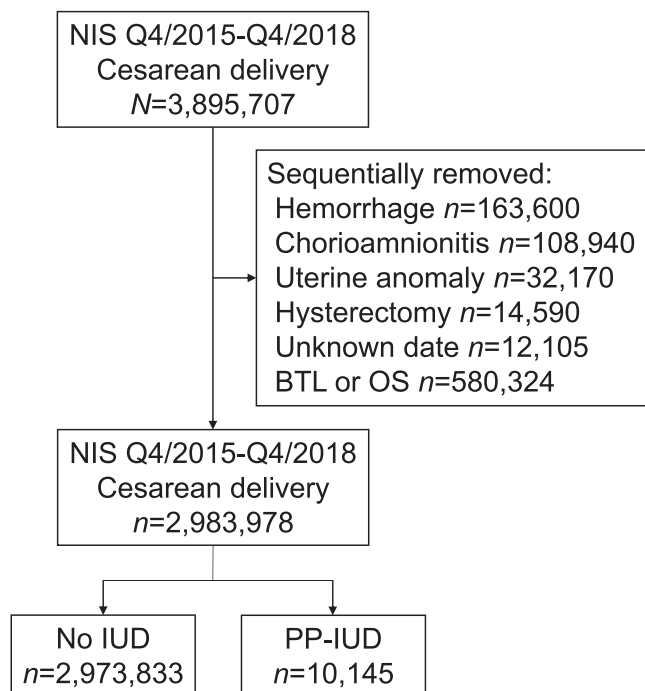 NIS Q4/2015-Q4/2018
Cesarean delivery
N=3,895,707
Sequentially removed:
Hemorrhage n=163,600
Chorioamnionitis n=108,940
Uterine anomaly n=32,170
Hysterectomy n=14,590
Unknown date n=12,105
BTL or OS n=580,324
NIS Q4/2015-Q4/2018
Cesarean delivery
n=2,983,978
No IUD
n=2,973,833
PP-IUD
n=10,145